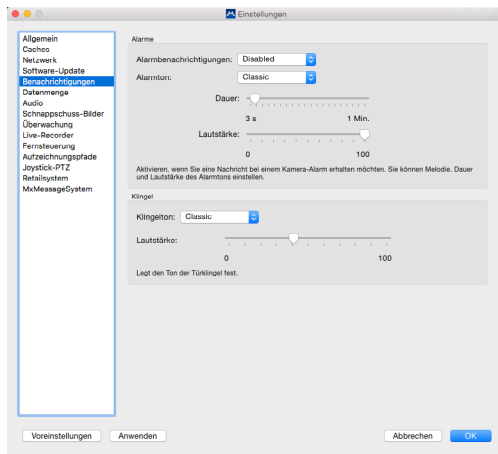 Einstellungen
Allgemein
Caches
Netzwerk
Software-Update
Benachrichtigungen
Datenmenge
Audio
Schnappschuss-Bilder
Überwachung
Live-Recorder
Fernsteuerung
Aufzeichnungspfade
Joystick-PTZ
Retailsystem
MxMessageSystem
Alarme
Alarmbenachrichtigungen: Disabled
Alarmton: Classic
Dauer:
3 s 1 Min.
Lautstärke:
0 100
Aktivieren, wenn Sie eine Nachricht bei einem Kamera-Alarm erhalten möchten. Sie können Melodie, Dauer
und Lautstärke des Alarmtons einstellen.
Klingel
Klingelton: Classic
Lautstärke:
0 100
Legt den Ton der Türklingel fest.
Voreinstellungen Anwenden Abbrechen OK